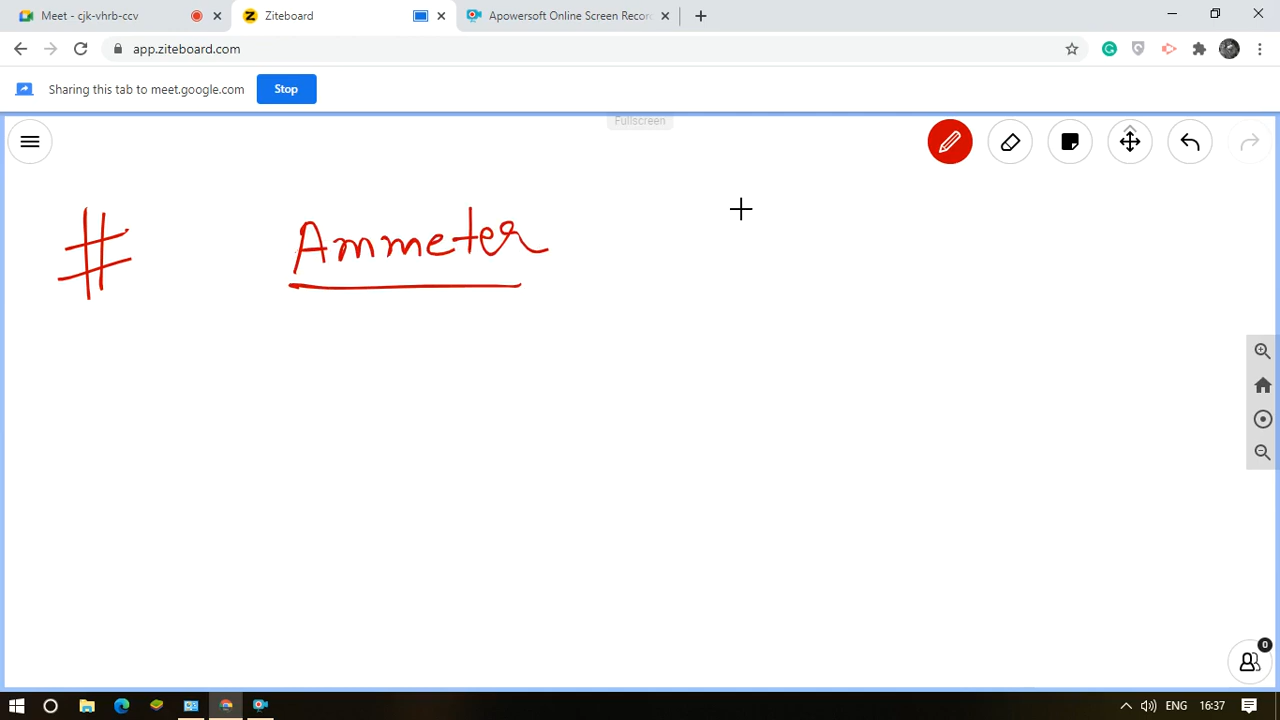 Meet - cjk-vhrb-ccv
Ziteboard
Apowersoft Online Screen Recor
app.ziteboard.com
Sharing this tab to meet.google.com
Stop
Fullscreen
# Ammeter
0
ENG
16:37